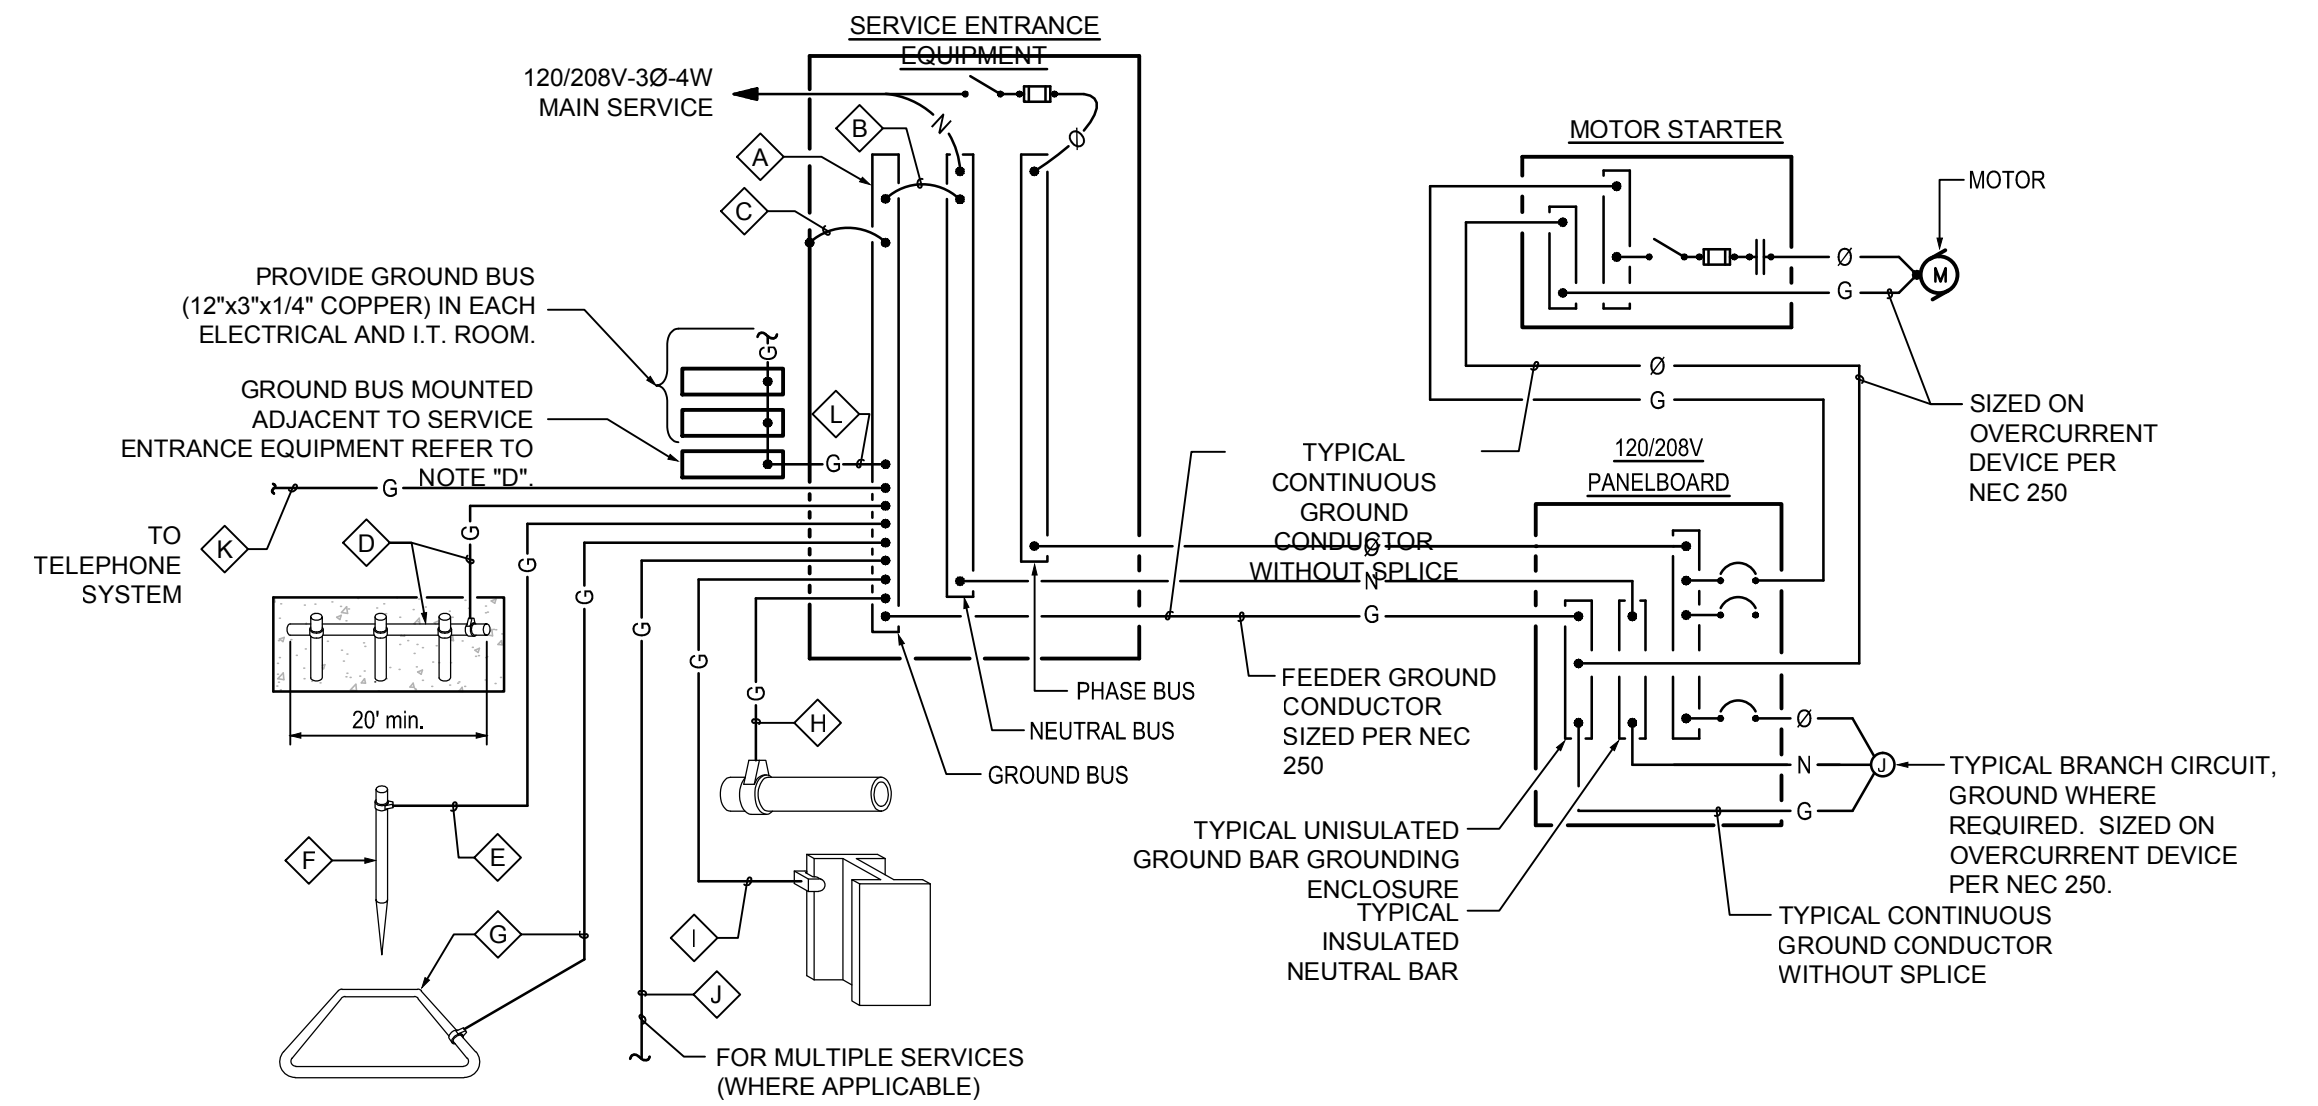 SERVICE ENTRANCE
EQUIPMENT
120/208V-3Ø-4W
MAIN SERVICE
N
Ø
A
B
C
PROVIDE GROUND BUS
(12"x3"x1/4" COPPER) IN EACH
ELECTRICAL AND I.T. ROOM.
GROUND BUS MOUNTED
ADJACENT TO SERVICE
ENTRANCE EQUIPMENT REFER TO
NOTE "D".
G
L
G
G
TO
TELEPHONE
SYSTEM
K
D
G
G
G
G
G
G
20' min.
F
E
G
H
I
J
FOR MULTIPLE SERVICES
(WHERE APPLICABLE)
PHASE BUS
NEUTRAL BUS
GROUND BUS
MOTOR STARTER
MOTOR
M
Ø
G
Ø
G
SIZED ON
OVERCURRENT
DEVICE PER
NEC 250
TYPICAL
CONTINUOUS
GROUND
CONDUCTOR
WITHOUT SPLICE
Ø
N
G
FEEDER GROUND
CONDUCTOR
SIZED PER NEC
250
120/208V
PANELBOARD
Ø
N
G
J
TYPICAL BRANCH CIRCUIT,
GROUND WHERE
REQUIRED. SIZED ON
OVERCURRENT DEVICE
PER NEC 250.
TYPICAL UNISULATED
GROUND BAR GROUNDING
ENCLOSURE
TYPICAL
INSULATED
NEUTRAL BAR
TYPICAL CONTINUOUS
GROUND CONDUCTOR
WITHOUT SPLICE